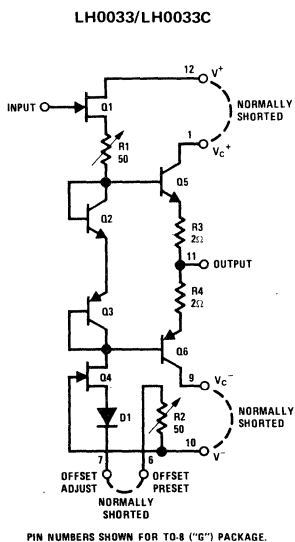 LH0033/LH0033C
12 V+
INPUT Q1
NORMALLY
SHORTED
1
VC+
R1
50
Q5
Q2
R3
2Ω
11 OUTPUT
R4
2Ω
Q3
Q6
Q4
9 VC−
D1
R2
50
NORMALLY
SHORTED
10
V−
7 6
OFFSET ADJUST
OFFSET PRESET
NORMALLY
SHORTED
PIN NUMBERS SHOWN FOR TO-8 ("G") PACKAGE.